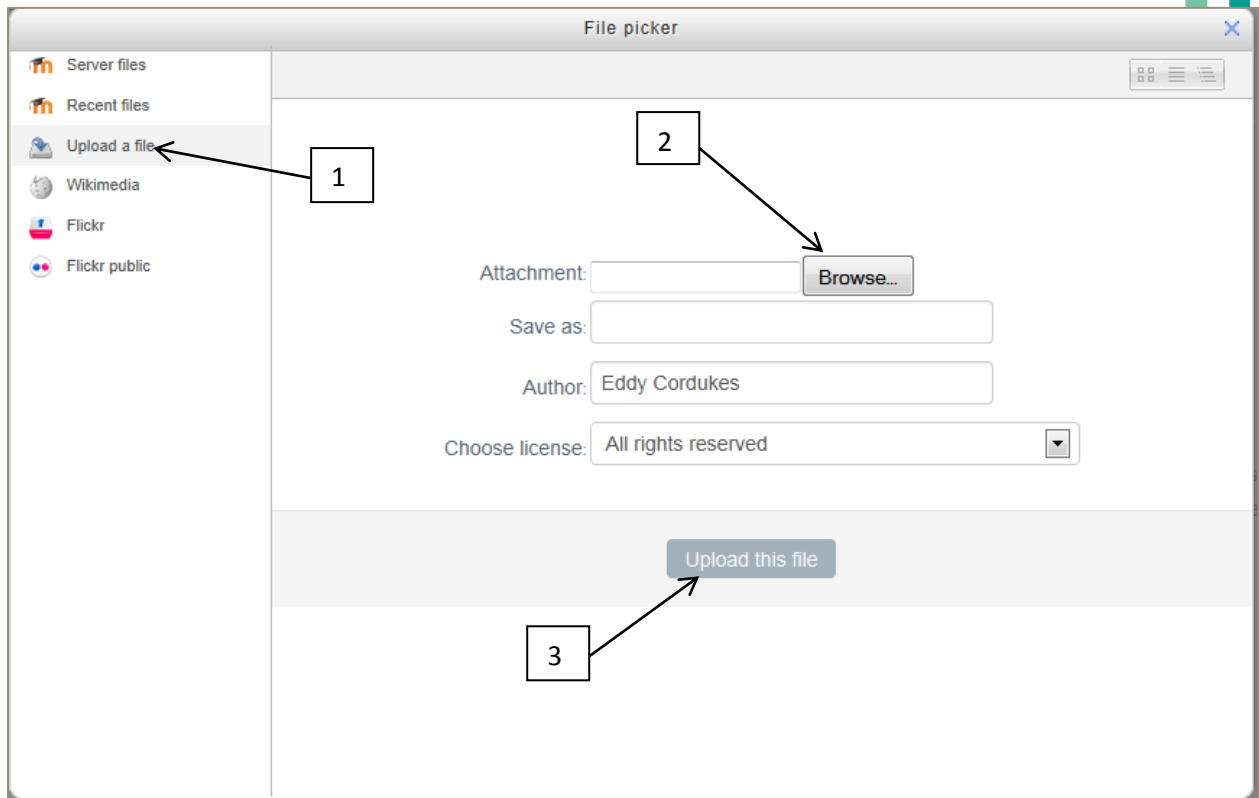 File picker
Server files
Recent files
Upload a file
Wikimedia
Flickr
Flickr public
1
2
Attachment:
Browse...
Save as:
Author: Eddy Cordukes
Choose license: All rights reserved
Upload this file
3